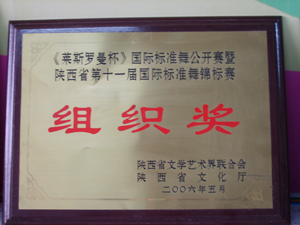 《莱斯罗曼杯》国际标准舞公开赛暨
陕西省第十一届国际标准舞锦标赛
组织奖
陕西省文学艺术界联合会
陕西省文化厅
二〇〇六年五月